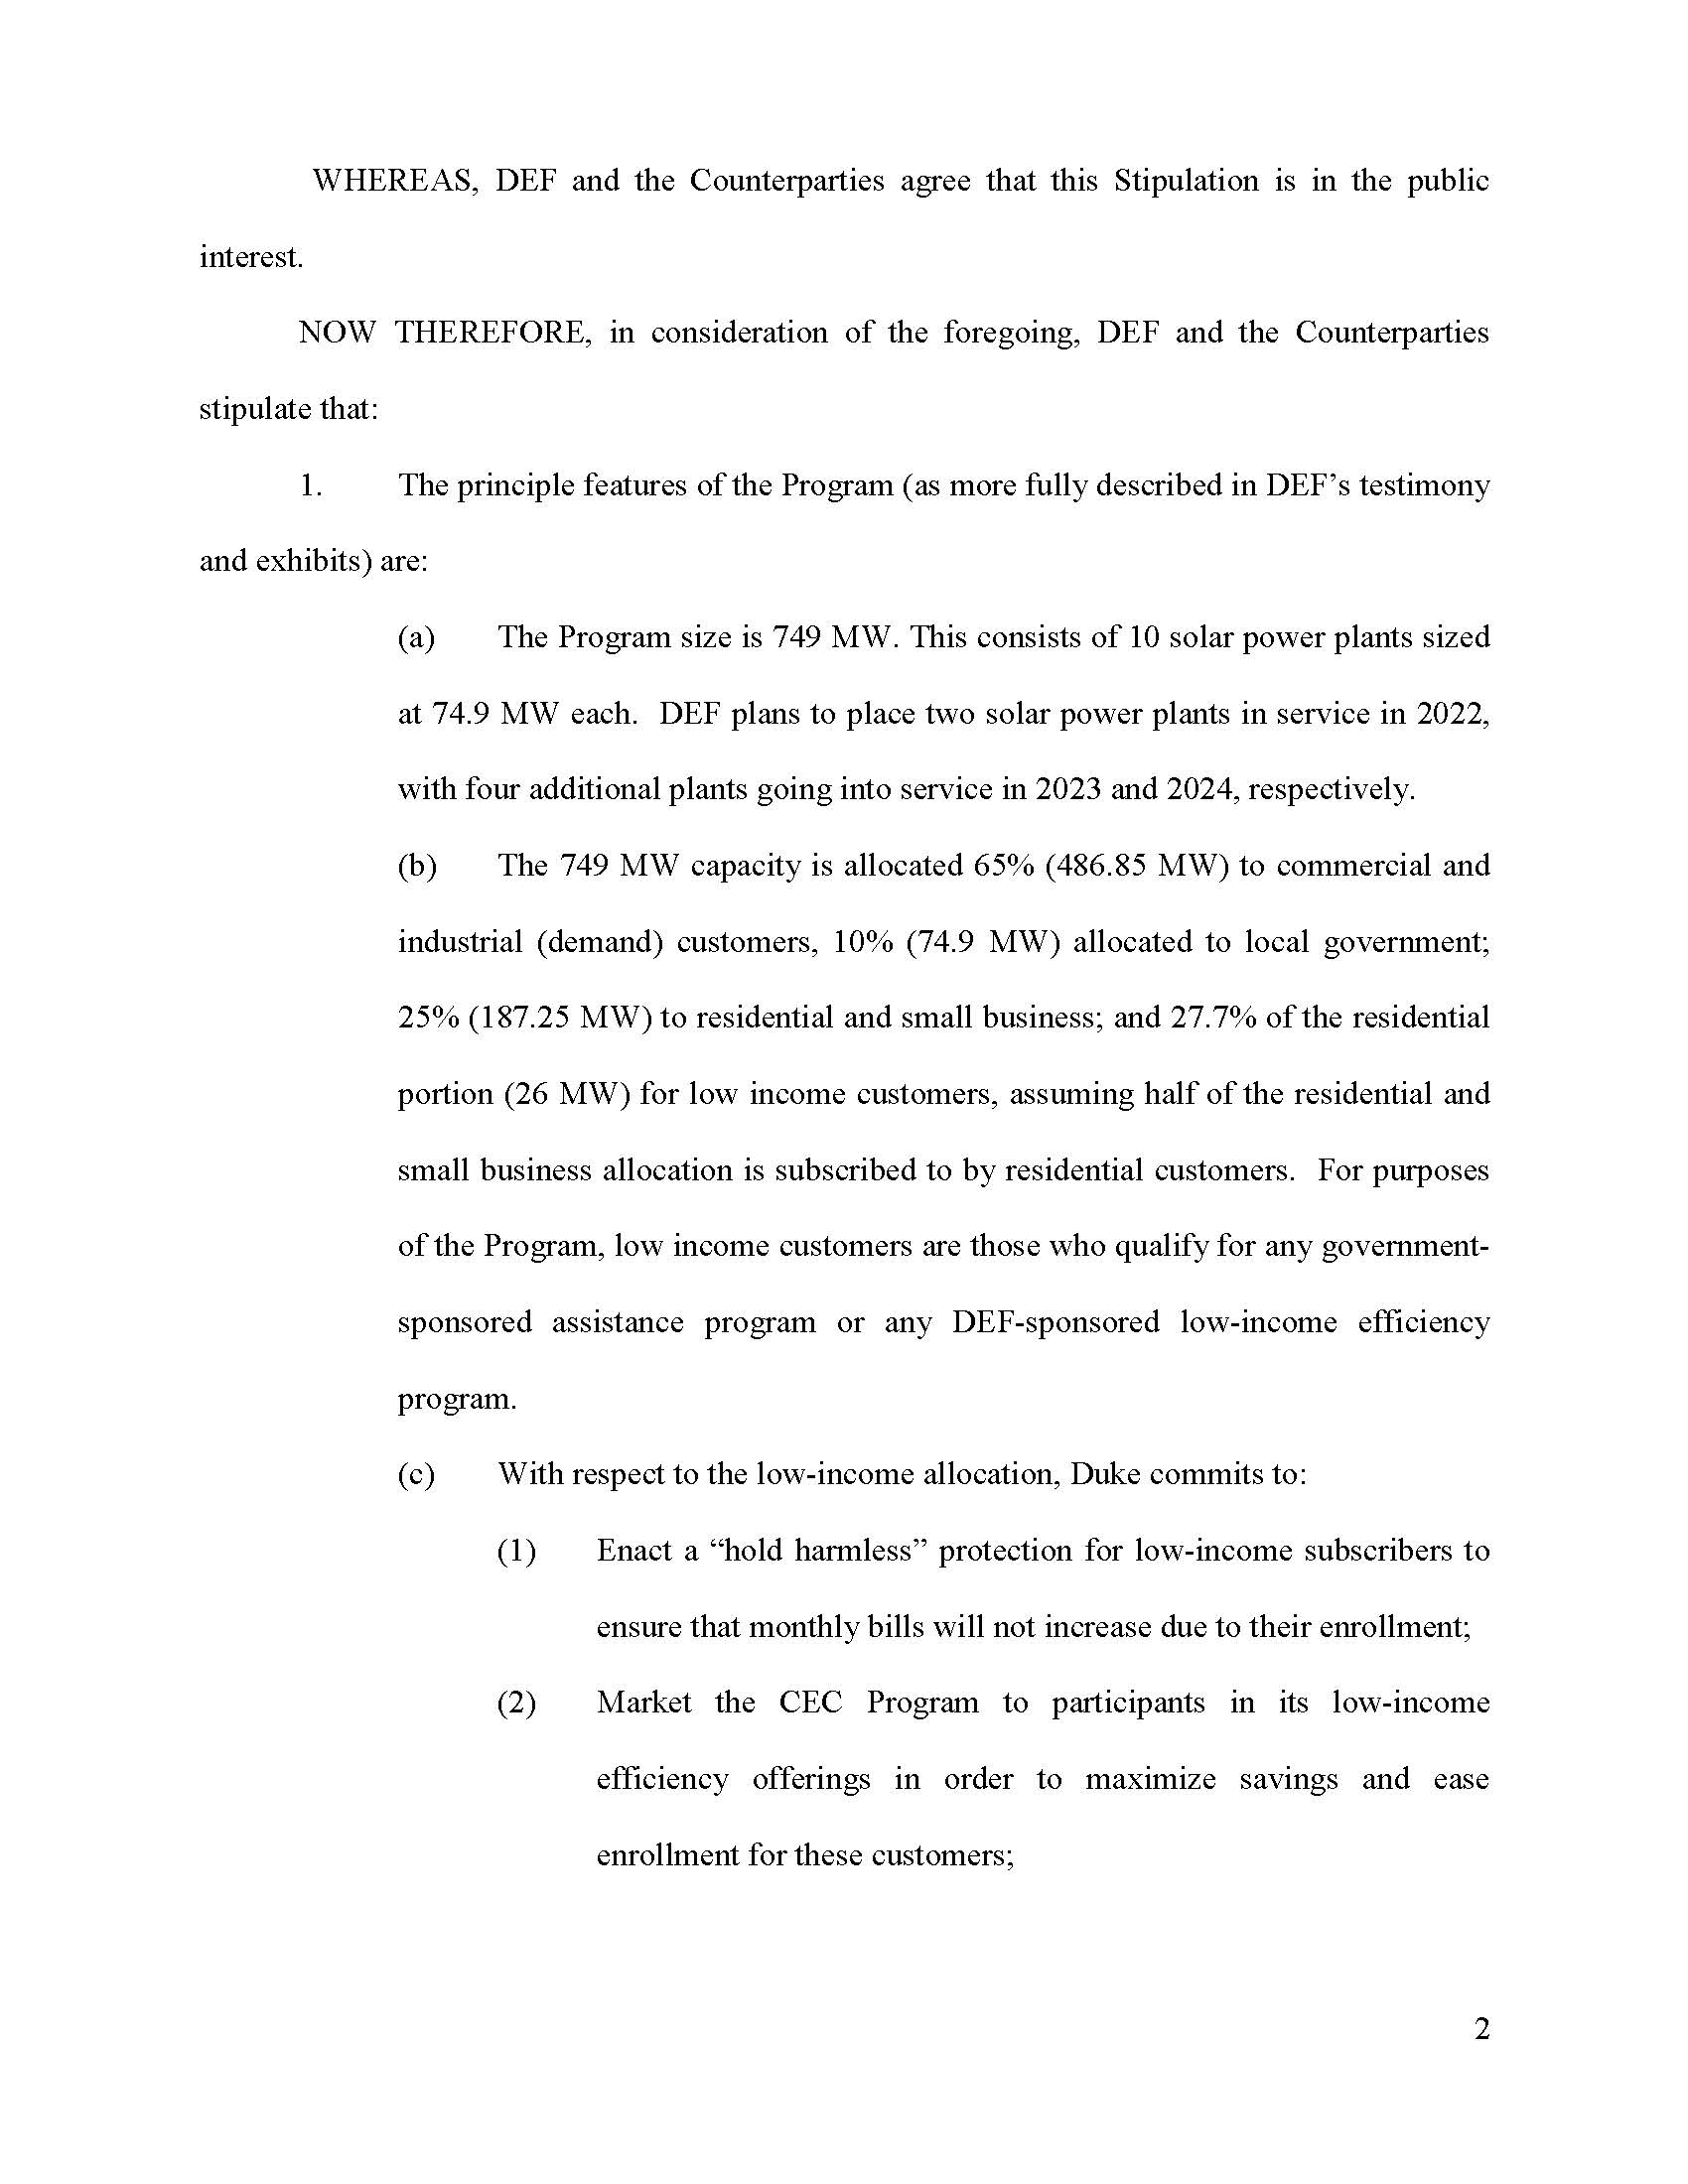 WHEREAS, DEF and the Counterparties agree that this Stipulation is in the public
interest.
NOW THEREFORE, in consideration of the foregoing, DEF and the Counterparties
stipulate that:
1. The principle features of the Program (as more fully described in DEF’s testimony
and exhibits) are:
(a) The Program size is 749 MW. This consists of 10 solar power plants sized
at 74.9 MW each. DEF plans to place two solar power plants in service in 2022,
with four additional plants going into service in 2023 and 2024, respectively.
(b) The 749 MW capacity is allocated 65% (486.85 MW) to commercial and
industrial (demand) customers, 10% (74.9 MW) allocated to local government;
25% (187.25 MW) to residential and small business; and 27.7% of the residential
portion (26 MW) for low income customers, assuming half of the residential and
small business allocation is subscribed to by residential customers. For purposes
of the Program, low income customers are those who qualify for any government-
sponsored assistance program or any DEF-sponsored low-income efficiency
program.
(c) With respect to the low-income allocation, Duke commits to:
(1) Enact a “hold harmless” protection for low-income subscribers to
ensure that monthly bills will not increase due to their enrollment;
(2) Market the CEC Program to participants in its low-income
efficiency offerings in order to maximize savings and ease
enrollment for these customers;
2